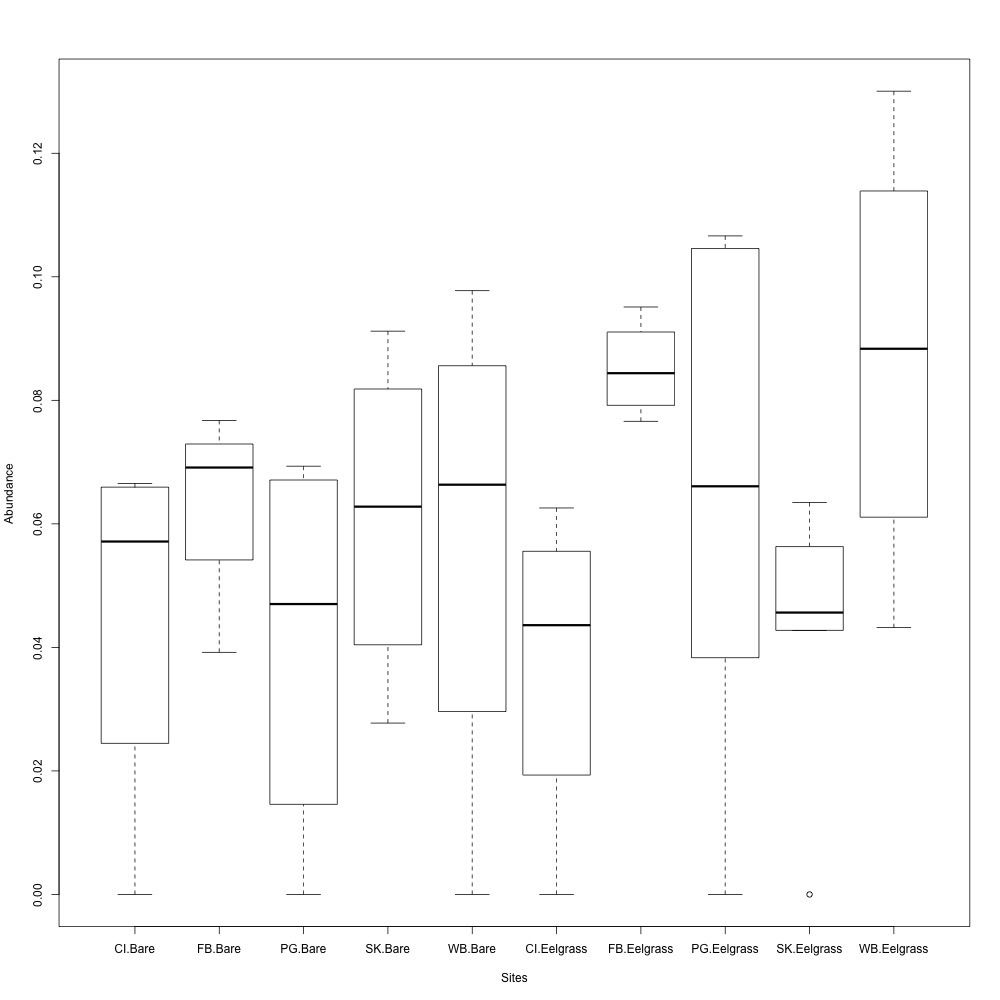 Abundance
0.12
0.10
0.08
0.06
0.04
0.02
0.00
CI.Bare FB.Bare PG.Bare SK.Bare WB.Bare CI.Eelgrass FB.Eelgrass PG.Eelgrass SK.Eelgrass WB.Eelgrass
Sites